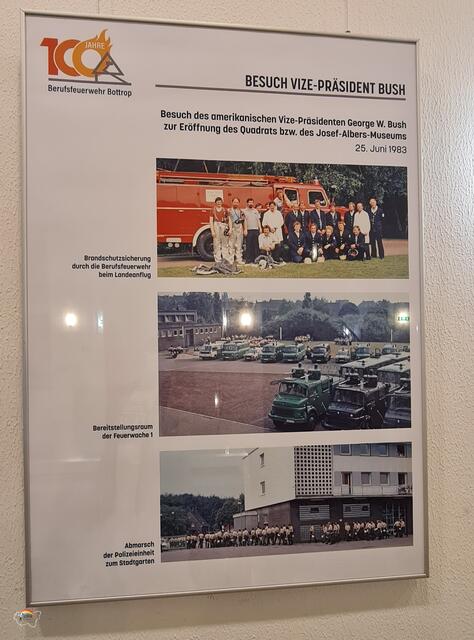 100 JAHRE
Berufsfeuerwehr Bottrop
BESUCH VIZE-PRÄSIDENT BUSH
Besuch des amerikanischen Vize-Präsidenten George W. Bush
zur Eröffnung des Quadrats bzw. des Josef-Albers-Museums
25. Juni 1983
Brandschutzsicherung
durch die Berufsfeuerwehr
beim Landeanflug
Bereitstellungsraum
der Feuerwache 1
Abmarsch
der Polizeieinheit
zum Stadtgarten